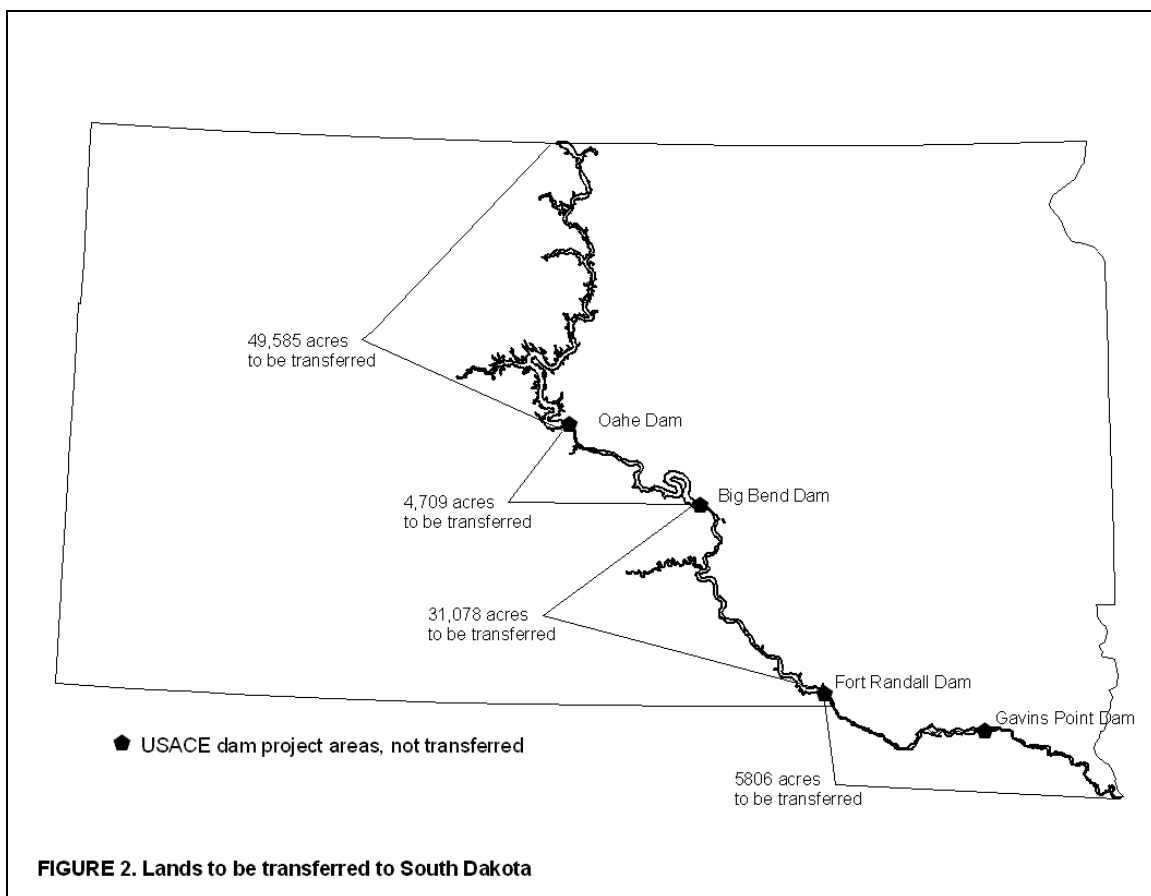 49,585 acres
to be transferred
Oahe Dam
4,709 acres
to be transferred
Big Bend Dam
31,078 acres
to be transferred
Fort Randall Dam
Gavins Point Dam
USACE dam project areas, not transferred
5806 acres
to be transferred
FIGURE 2. Lands to be transferred to South Dakota